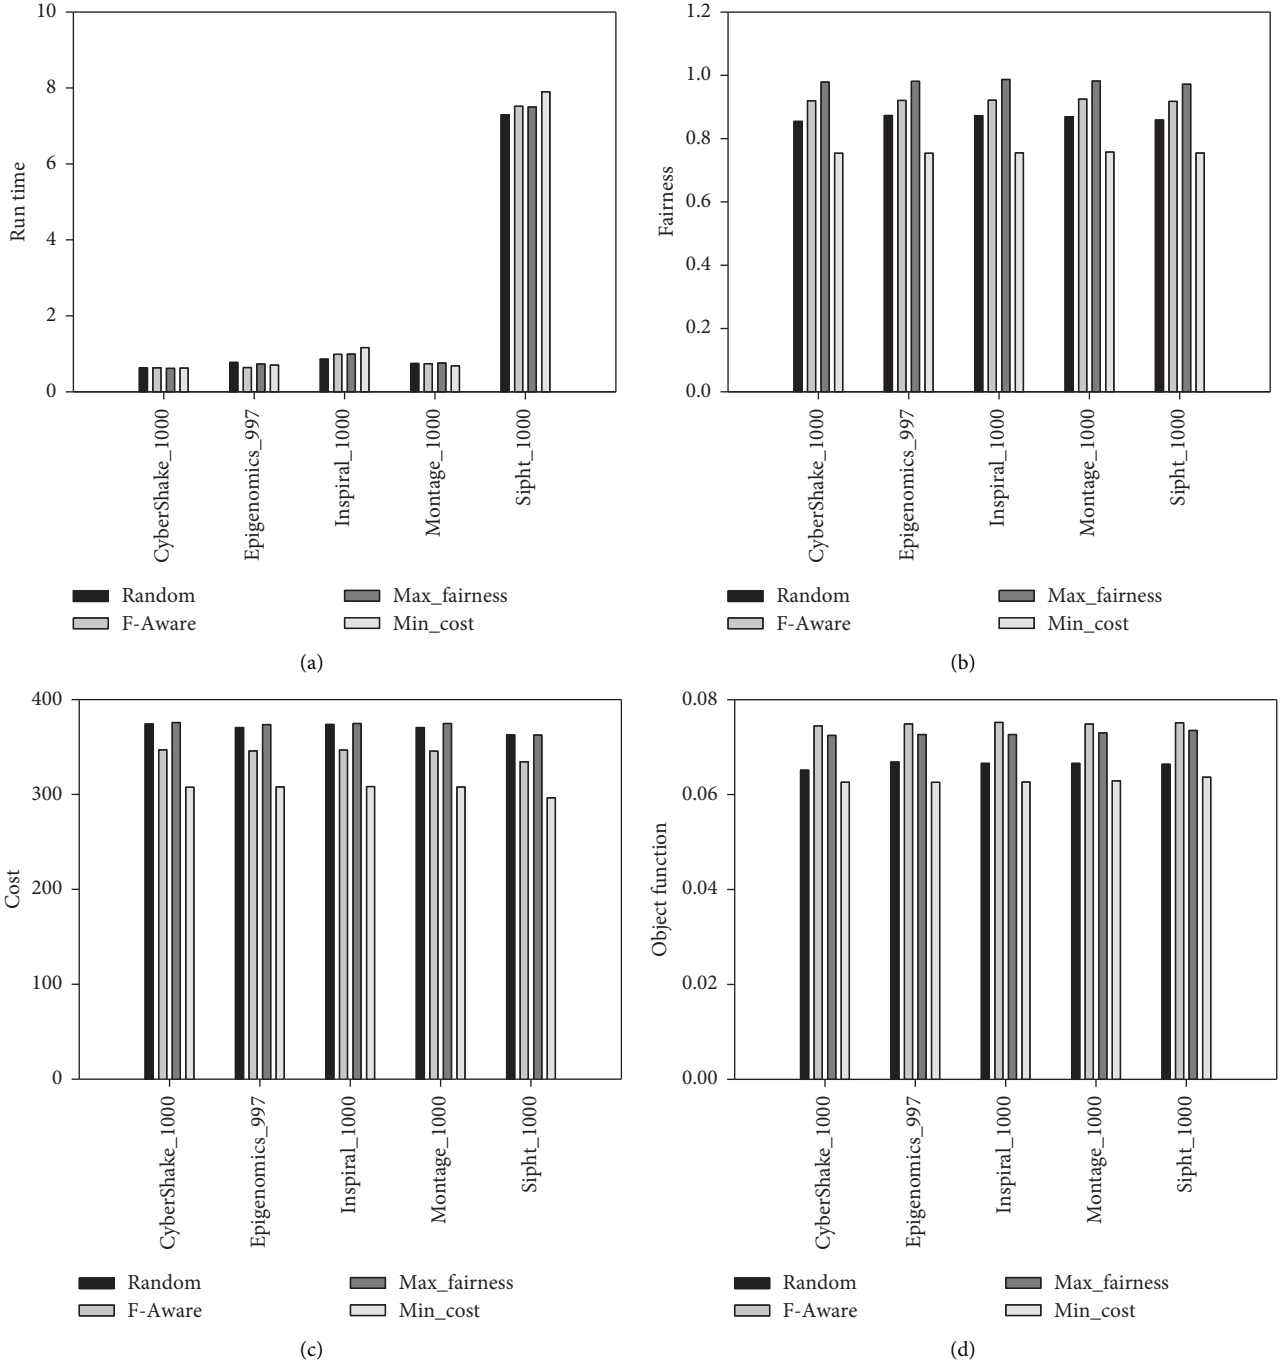 10
8
6
4
2
0
Run time
CyberShake_1000
Epigenomics_997
Inspiral_1000
Montage_1000
Sipht_1000
Random
F-Aware
Max_fairness
Min_cost
(a)
1.2
1.0
0.8
0.6
0.4
0.2
0.0
Fairness
CyberShake_1000
Epigenomics_997
Inspiral_1000
Montage_1000
Sipht_1000
Random
F-Aware
Max_fairness
Min_cost
(b)
400
300
200
100
0
Cost
CyberShake_1000
Epigenomics_997
Inspiral_1000
Montage_1000
Sipht_1000
Random
F-Aware
Max_fairness
Min_cost
(c)
0.08
0.06
0.04
0.02
0.00
Object function
CyberShake_1000
Epigenomics_997
Inspiral_1000
Montage_1000
Sipht_1000
Random
F-Aware
Max_fairness
Min_cost
(d)